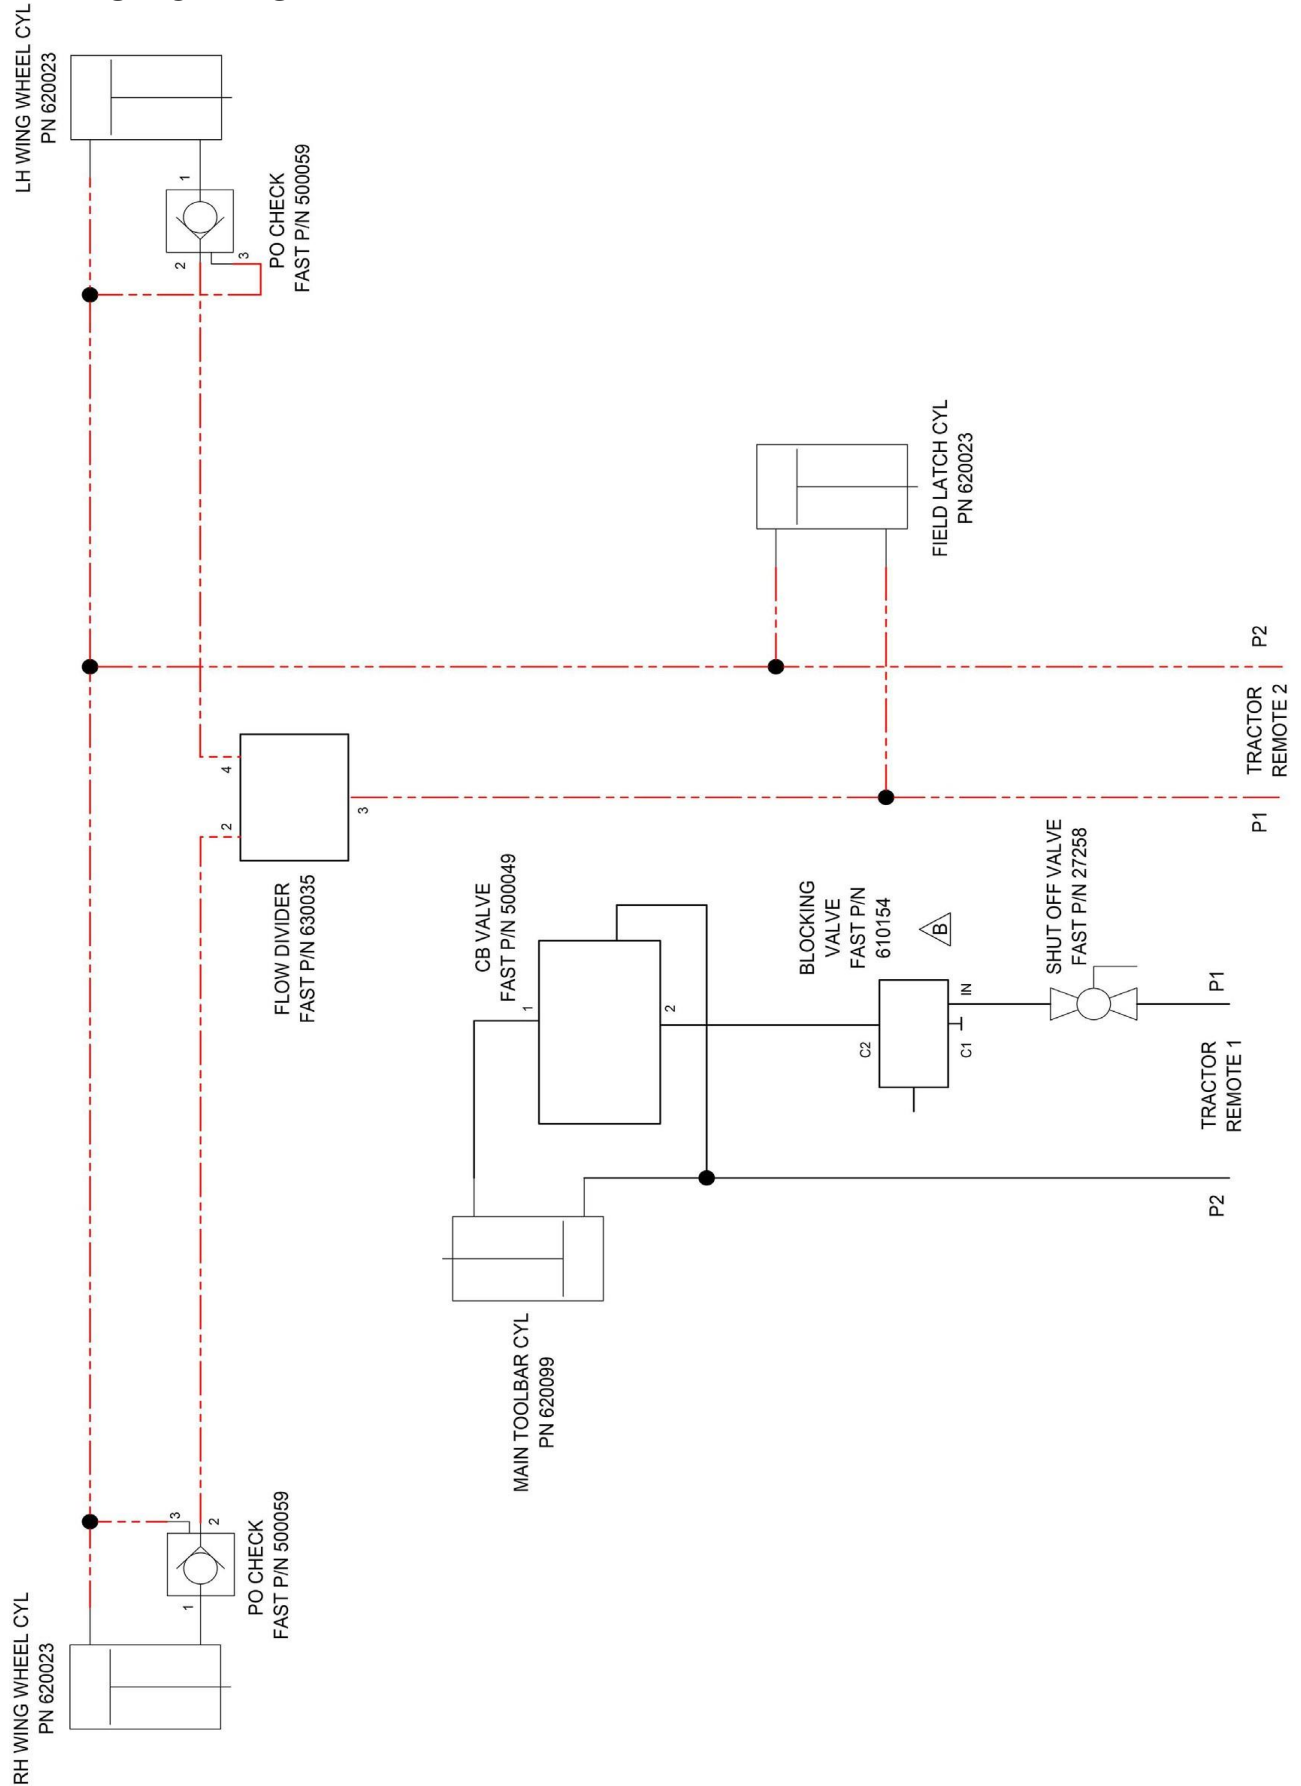 RH WING WHEEL CYL
PN 620023
LH WING WHEEL CYL
PN 620023
1
3
2
PO CHECK
FAST P/N 500059
2
4
3
FLOW DIVIDER
FAST P/N 630035
2
3
1
PO CHECK
FAST P/N 500059
MAIN TOOLBAR CYL
PN 620099
CB VALVE
FAST P/N 500049
1
2
BLOCKING
VALVE
FAST P/N
610154
B
C2
C1
IN
FIELD LATCH CYL
PN 620023
SHUT OFF VALVE
FAST P/N 27258
P2
TRACTOR
REMOTE 1
P1
P1
TRACTOR
REMOTE 2
P2